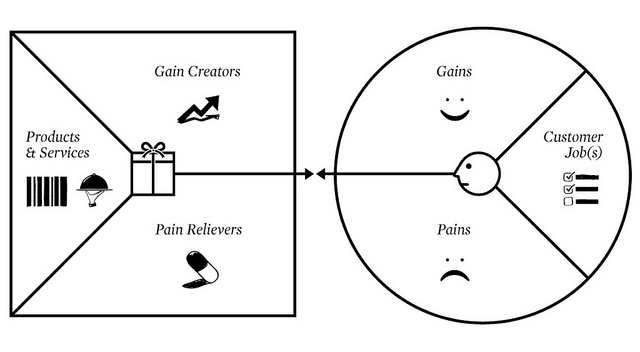 Gain Creators
Products
& Services
Pain Relievers
Gains
Customer
Job(s)
Pains